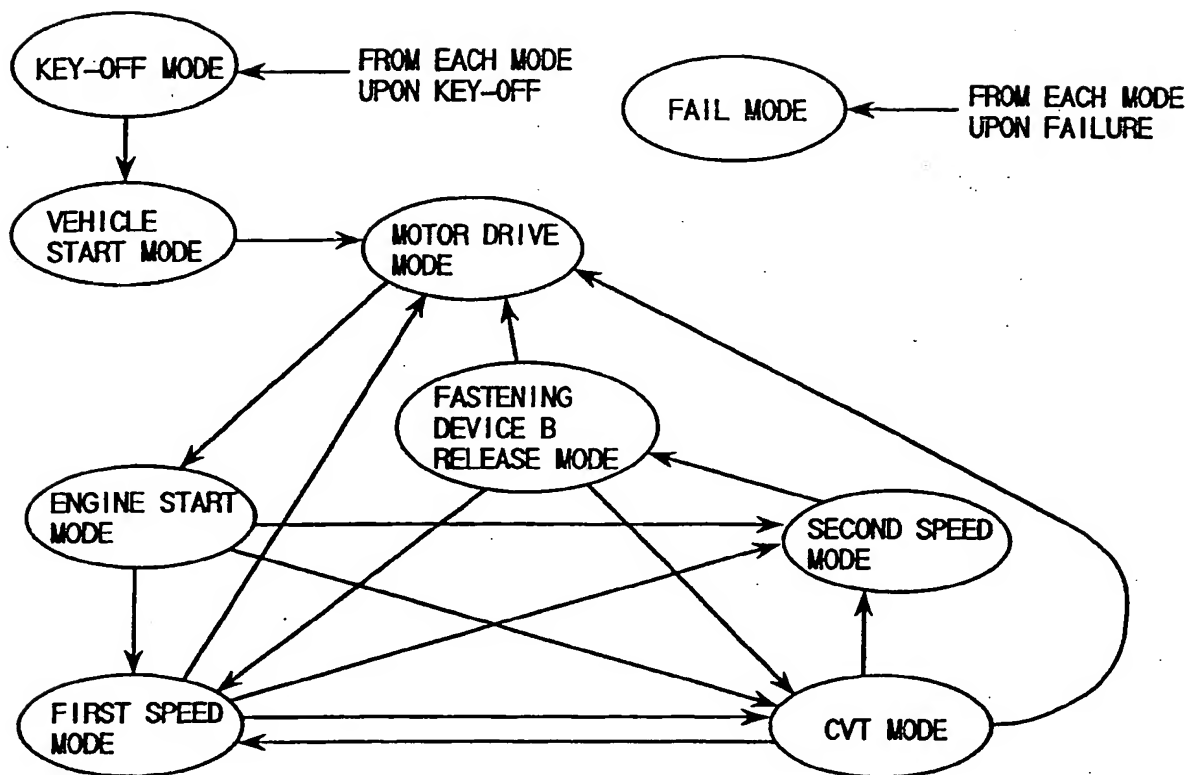 KEY-OFF MODE
FROM EACH MODE
UPON KEY-OFF
FAIL MODE
FROM EACH MODE
UPON FAILURE
VEHICLE
START MODE
MOTOR DRIVE
MODE
FASTENING
DEVICE B
RELEASE MODE
ENGINE START
MODE
SECOND SPEED
MODE
FIRST SPEED
MODE
CVT MODE